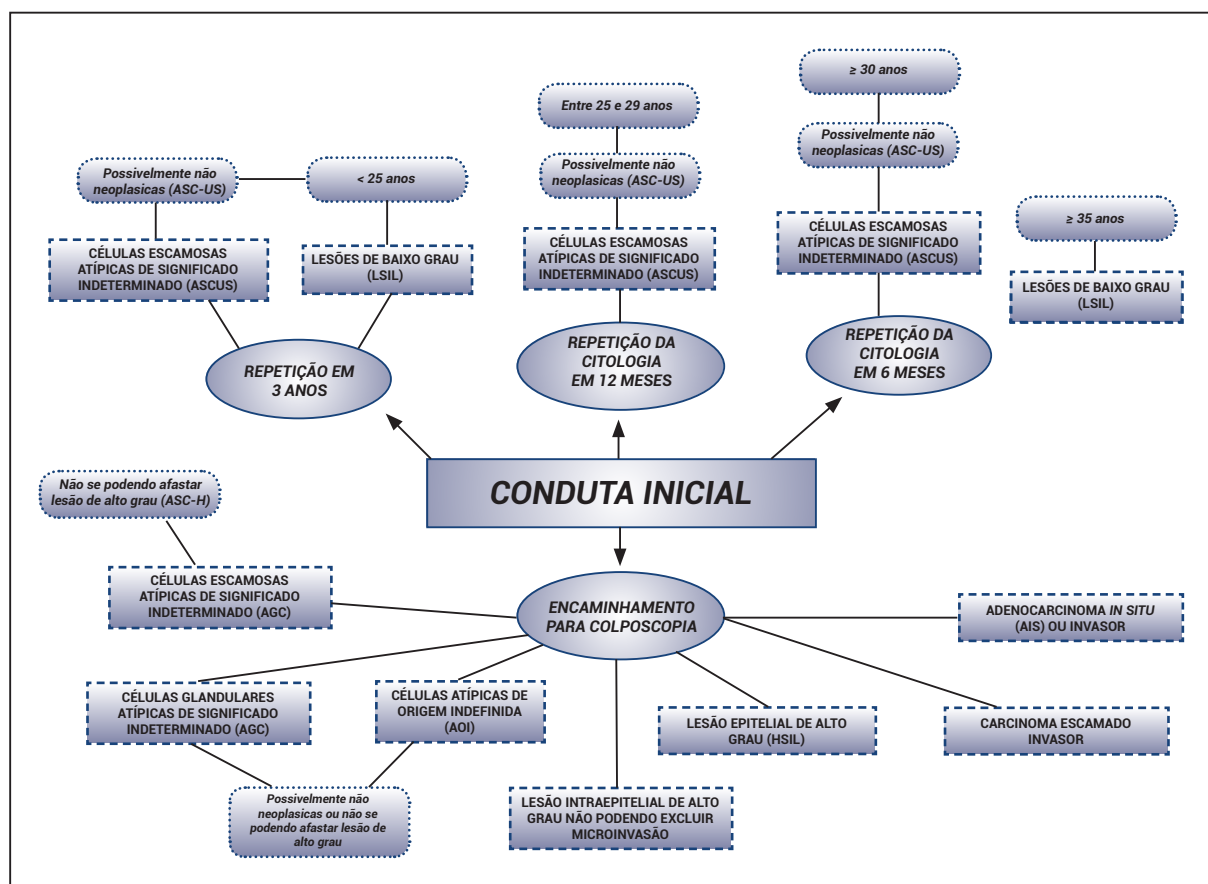 ≥ 30 anos
Entre 25 e 29 anos
Possivelmente não
neoplasicas (ASC-US)
< 25 anos
Possivelmente não
neoplasicas (ASC-US)
Possivelmente não
neoplasicas (ASC-US)
≥ 35 anos
CÉLULAS ESCAMOSAS
ATÍPICAS DE SIGNIFICADO
INDETERMINADO (ASCUS)
LESÕES DE BAIXO GRAU
(LSIL)
CÉLULAS ESCAMOSAS
ATÍPICAS DE SIGNIFICADO
INDETERMINADO (ASCUS)
CÉLULAS ESCAMOSAS
ATÍPICAS DE SIGNIFICADO
INDETERMINADO (ASCUS)
LESÕES DE BAIXO GRAU
(LSIL)
REPETIÇÃO EM
3 ANOS
REPETIÇÃO DA
CITOLOGIA
EM 12 MESES
REPETIÇÃO DA
CITOLOGIA
EM 6 MESES
CONDUTA INICIAL
Não se podendo afastar
lesão de alto grau (ASC-H)
CÉLULAS ESCAMOSAS
ATÍPICAS DE SIGNIFICADO
INDETERMINADO (AGC)
ENCAMINHAMENTO
PARA COLPOSCOPIA
ADENOCARCINOMA IN SITU
(AIS) OU INVASOR
CÉLULAS GLANDULARES
ATÍPICAS DE SIGNIFICADO
INDETERMINADO (AGC)
CÉLULAS ATÍPICAS DE
ORIGEM INDEFINIDA
(AOI)
LESÃO EPITELIAL DE ALTO
GRAU (HSIL)
CARCINOMA ESCAMADO
INVASOR
Possivelmente não
neoplasicas ou não se
podendo afastar lesão de
alto grau
LESÃO INTRAEPITELIAL DE ALTO
GRAU NÃO PODENDO EXCLUIR
MICROINVASÃO